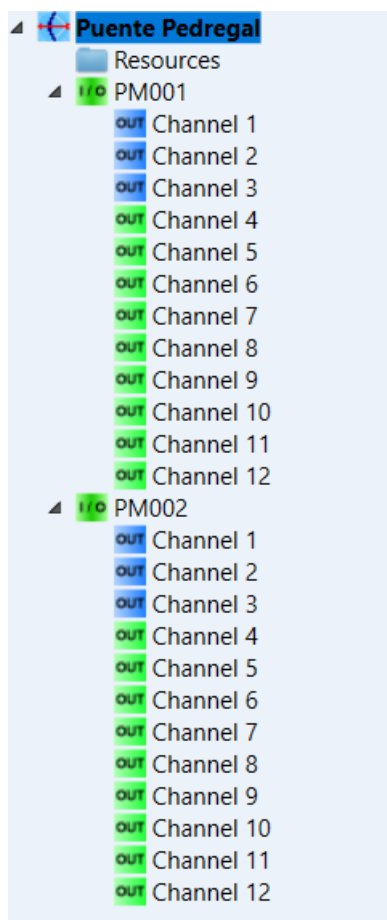 Puente Pedregal
Resources
I/O PM001
OUT Channel 1
OUT Channel 2
OUT Channel 3
OUT Channel 4
OUT Channel 5
OUT Channel 6
OUT Channel 7
OUT Channel 8
OUT Channel 9
OUT Channel 10
OUT Channel 11
OUT Channel 12
I/O PM002
OUT Channel 1
OUT Channel 2
OUT Channel 3
OUT Channel 4
OUT Channel 5
OUT Channel 6
OUT Channel 7
OUT Channel 8
OUT Channel 9
OUT Channel 10
OUT Channel 11
OUT Channel 12